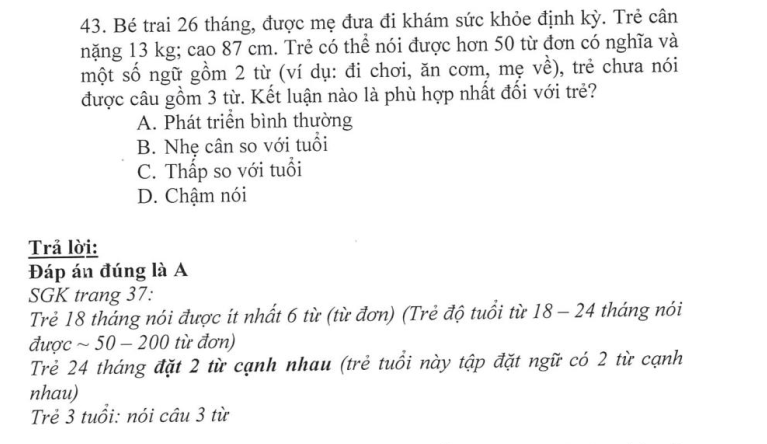 43. Bé trai 26 tháng, được mẹ đưa đi khám sức khỏe định kỳ. Trẻ cân
nặng 13 kg; cao 87 cm. Trẻ có thể nói được hơn 50 từ đơn có nghĩa và
một số ngữ gồm 2 từ (ví dụ: đi chơi, ăn cơm, mẹ về), trẻ chưa nói
được câu gồm 3 từ. Kết luận nào là phù hợp nhất đối với trẻ?
A. Phát triển bình thường
B. Nhẹ cân so với tuổi
C. Thấp so với tuổi
D. Chậm nói
Trả lời:
Đáp án đúng là A
SGK trang 37:
Trẻ 18 tháng nói được ít nhất 6 từ (từ đơn) (Trẻ độ tuổi từ 18 – 24 tháng nói
được ~ 50 – 200 từ đơn)
Trẻ 24 tháng đặt 2 từ cạnh nhau (trẻ tuổi này tập đặt ngữ có 2 từ cạnh
nhau)
Trẻ 3 tuổi: nói câu 3 từ